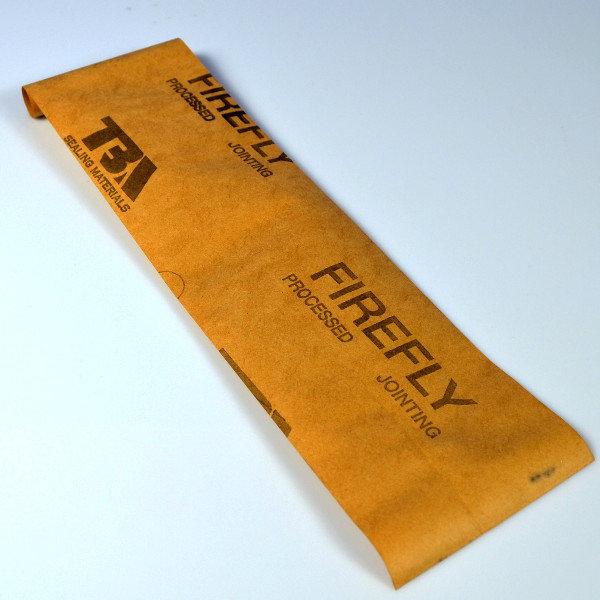 FIREFLY
PROCESSED JOINTING
TBA
SEALING MATERIALS
FIREFLY
PROCESSED JOINTING